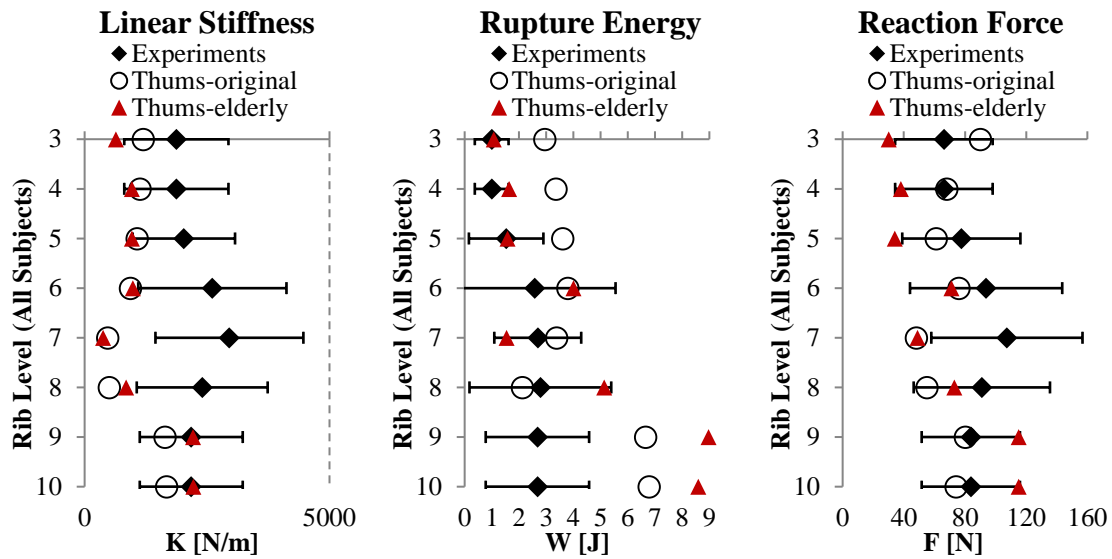 Linear Stiffness
Experiments
Thums-original
Thums-elderly
Rib Level (All Subjects)
3
4
5
6
7
8
9
10
0
5000
K [N/m]
Rupture Energy
Experiments
Thums-original
Thums-elderly
Rib Level (All Subjects)
3
4
5
6
7
8
9
10
0 1 2 3 4 5 6 7 8 9
W [J]
Reaction Force
Experiments
Thums-original
Thums-elderly
Rib Level (All Subjects)
3
4
5
6
7
8
9
10
0 40 80 120 160
F [N]